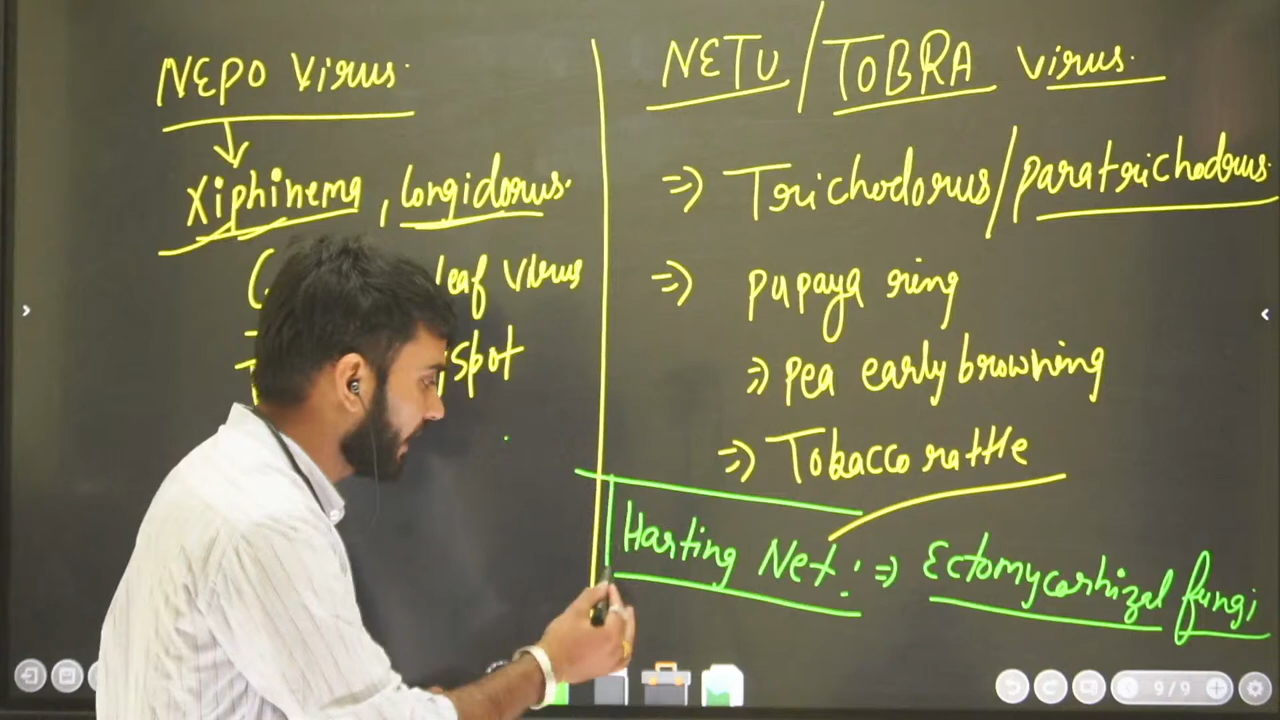 NEPO Virus.
Xiphinema, Longidorus.
leaf virus
spot
NETU / TOBRA virus.
=> Trichodorus/paratrichodorus.
=> papaya ring
=> pea early browning
=> Tobacco rattle
Harting Net: => Ectomycorhizal fungi
9/9